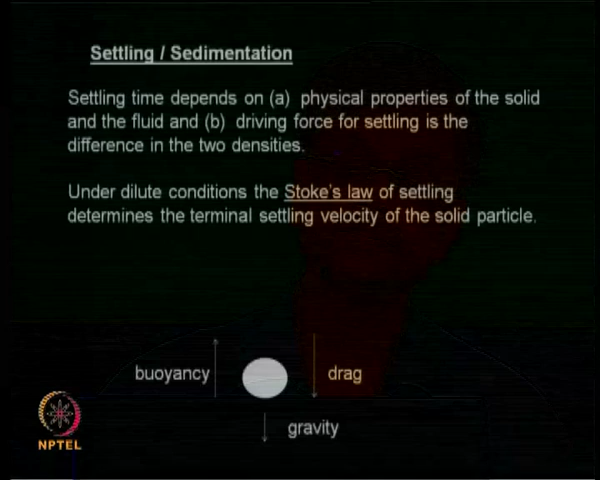 Settling / Sedimentation
Settling time depends on (a) physical properties of the solid
and the fluid and (b) driving force for settling is the
difference in the two densities.
Under dilute conditions the Stoke's law of settling
determines the terminal settling velocity of the solid particle.
buoyancy
drag
gravity
NPTEL